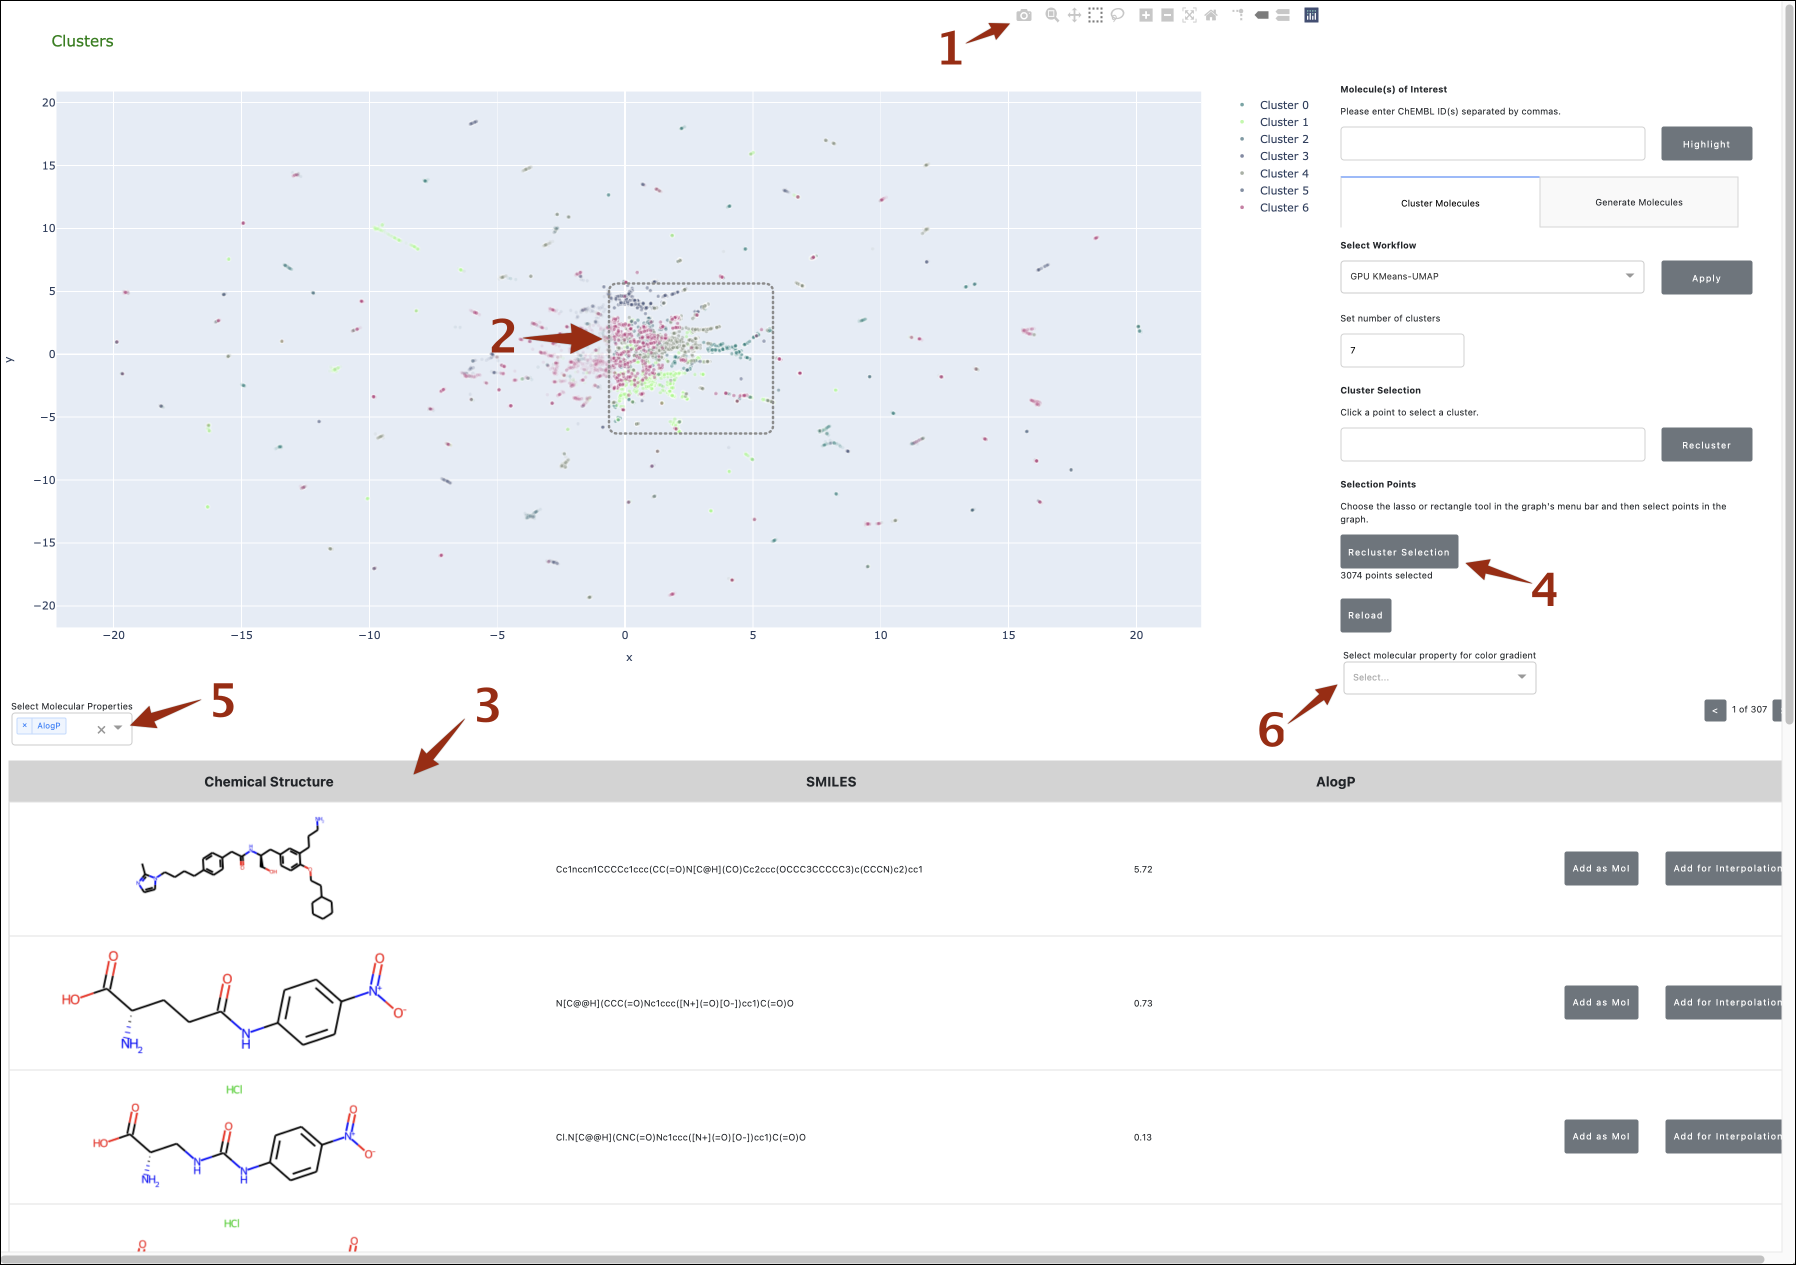 1
Clusters
20
15
10
5
0
−5
−10
−15
−20
y
−20
−15
−10
−5
0
5
10
15
20
x
2
Cluster 0
Cluster 1
Cluster 2
Cluster 3
Cluster 4
Cluster 5
Cluster 6
Molecule(s) of Interest
Please enter ChEMBL ID(s) separated by commas.
Highlight
Cluster Molecules
Generate Molecules
Select Workflow
GPU KMeans-UMAP
Apply
Set number of clusters
7
Cluster Selection
Click a point to select a cluster.
Recluster
Selection Points
Choose the lasso or rectangle tool in the graph's menu bar and then select points in the
graph.
Recluster Selection
3074 points selected
4
Reload
Select molecular property for color gradient
Select...
6
< 1 of 307
Select Molecular Properties
× AlogP
5
3
Chemical Structure SMILES AlogP
NH₂
N
N
NH
O
OH
O
Cc1nccn1CCCCc1ccc(CC(=O)N[C@H](CO)Cc2ccc(OCCC3CCCCC3)c(CCCN)c2)cc1
5.72
Add as Mol
Add for Interpolation
O
HO
NH₂
O
N
H
O
N⁺
O⁻
N[C@@H](CCC(=O)Nc1ccc([N+](=O)[O-])cc1)C(=O)O
0.73
Add as Mol
Add for Interpolation
HCl
O
HO
NH₂
N
H
O
N
H
O
N⁺
O⁻
Cl.N[C@@H](CNC(=O)Nc1ccc([N+](=O)[O-])cc1)C(=O)O
0.13
Add as Mol
Add for Interpolation
HCl
O
O